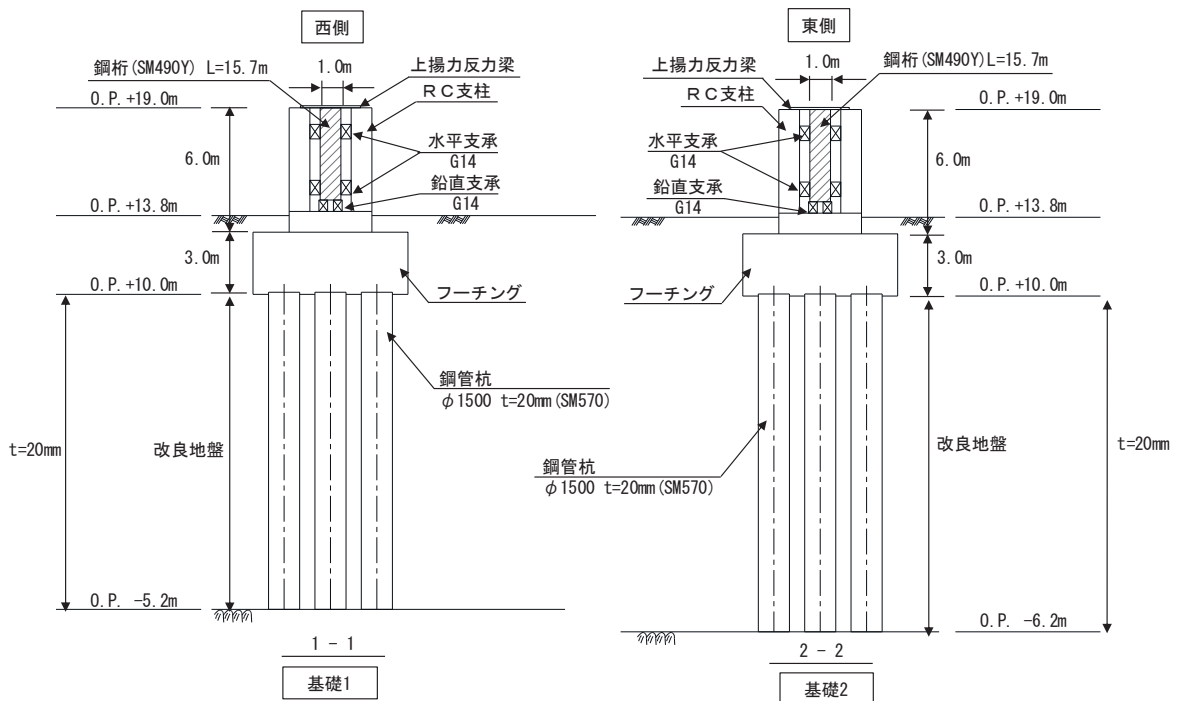 西側
鋼桁(SM490Y) L=15.7m
1.0m
上揚力反力梁
RC支柱
O.P. +19.0m
6.0m
水平支承
G14
鉛直支承
G14
O.P. +13.8m
3.0m
O.P. +10.0m
フーチング
鋼管杭
φ1500 t=20mm(SM570)
t=20mm
改良地盤
O.P. -5.2m
1 - 1
基礎1
東側
鋼桁(SM490Y)L=15.7m
1.0m
上揚力反力梁
RC支柱
O.P. +19.0m
水平支承
G14
6.0m
鉛直支承
G14
O.P. +13.8m
3.0m
O.P. +10.0m
フーチング
鋼管杭
φ1500 t=20mm(SM570)
改良地盤
t=20mm
O.P. -6.2m
2 - 2
基礎2